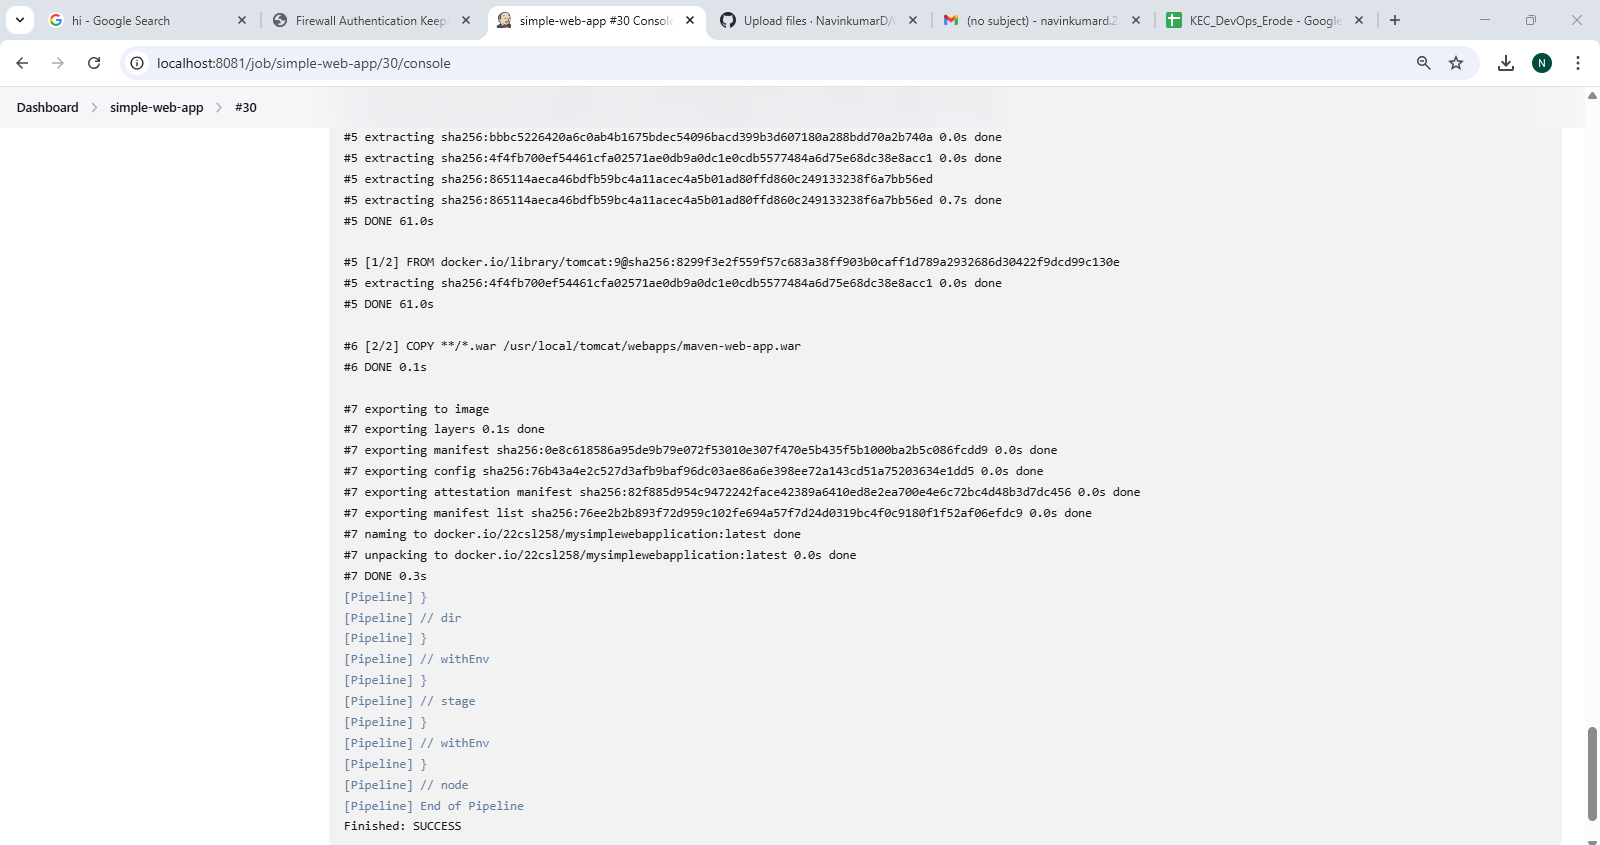 hi - Google Search
Firewall Authentication Keep
simple-web-app #30 Console
Upload files · NavinkumarD/
(no subject) - navinkumard.2
KEC_DevOps_Erode - Google
localhost:8081/job/simple-web-app/30/console
N
Dashboard > simple-web-app > #30
#5 extracting sha256:bbbc5226420a6c0ab4b1675bdec54096bacd399b3d607180a288bdd70a2b740a 0.0s done
#5 extracting sha256:4f4fb700ef54461cfa02571ae0db9a0dc1e0cdb5577484a6d75e68dc38e8acc1 0.0s done
#5 extracting sha256:865114aeca46bdfb59bc4a11acec4a5b01ad80ffd860c249133238f6a7bb56ed
#5 extracting sha256:865114aeca46bdfb59bc4a11acec4a5b01ad80ffd860c249133238f6a7bb56ed 0.7s done
#5 DONE 61.0s
#5 [1/2] FROM docker.io/library/tomcat:9@sha256:8299f3e2f559f57c683a38ff903b0caff1d789a2932686d30422f9dcd99c130e
#5 extracting sha256:4f4fb700ef54461cfa02571ae0db9a0dc1e0cdb5577484a6d75e68dc38e8acc1 0.0s done
#5 DONE 61.0s
#6 [2/2] COPY **/*.war /usr/local/tomcat/webapps/maven-web-app.war
#6 DONE 0.1s
#7 exporting to image
#7 exporting layers 0.1s done
#7 exporting manifest sha256:0e8c618586a95de9b79e072f53010e307f470e5b435f5b1000ba2b5c086fcdd9 0.0s done
#7 exporting config sha256:76b43a4e2c527d3afb9baf96dc03ae86a6e398ee72a143cd51a75203634e1dd5 0.0s done
#7 exporting attestation manifest sha256:82f885d954c9472242face42389a6410ed8e2ea700e4e6c72bc4d48b3d7dc456 0.0s done
#7 exporting manifest list sha256:76ee2b2b893f72d959c102fe694a57f7d24d0319bc4f0c9180f1f52af06efdc9 0.0s done
#7 naming to docker.io/22csl258/mysimplewebapplication:latest done
#7 unpacking to docker.io/22csl258/mysimplewebapplication:latest 0.0s done
#7 DONE 0.3s
[Pipeline] }
[Pipeline] // dir
[Pipeline] }
[Pipeline] // withEnv
[Pipeline] }
[Pipeline] // stage
[Pipeline] }
[Pipeline] // withEnv
[Pipeline] }
[Pipeline] // node
[Pipeline] End of Pipeline
Finished: SUCCESS